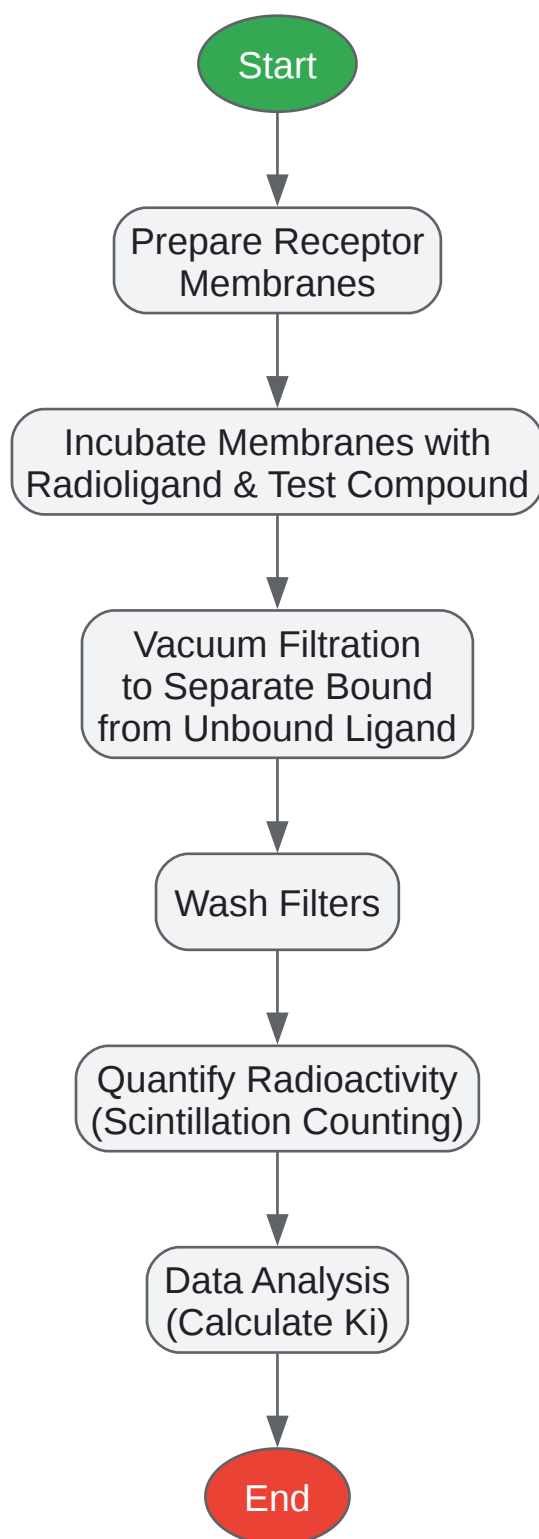 Start
Prepare Receptor
Membranes
Incubate Membranes with
Radioligand & Test Compound
Vacuum Filtration
to Separate Bound
from Unbound Ligand
Wash Filters
Quantify Radioactivity
(Scintillation Counting)
Data Analysis
(Calculate Ki)
End